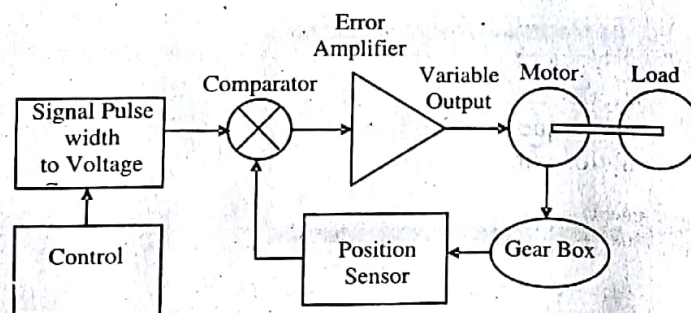 Error
Amplifier
Comparator
Variable
Output
Motor
Load
Signal Pulse
width
to Voltage
Control
Position
Sensor
Gear Box